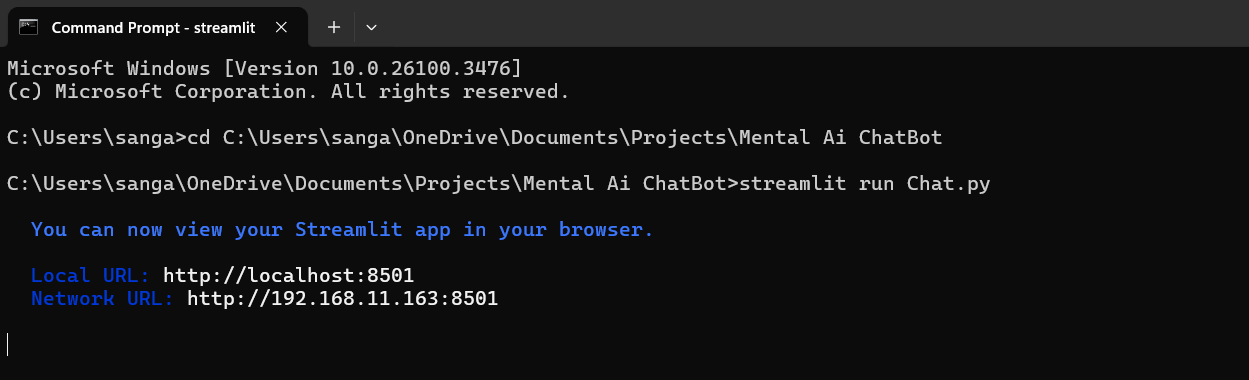 Command Prompt - streamlit
Microsoft Windows [Version 10.0.26100.3476]
(c) Microsoft Corporation. All rights reserved.
C:\Users\sanga>cd C:\Users\sanga\OneDrive\Documents\Projects\Mental Ai ChatBot
C:\Users\sanga\OneDrive\Documents\Projects\Mental Ai ChatBot>streamlit run Chat.py
You can now view your Streamlit app in your browser.
Local URL: http://localhost:8501
Network URL: http://192.168.11.163:8501